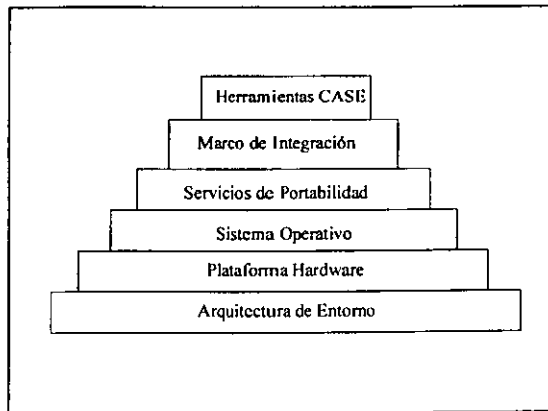 Herramientas CASE
Marco de Integración
Servicios de Portabilidad
Sistema Operativo
Plataforma Hardware
Arquitectura de Entorno